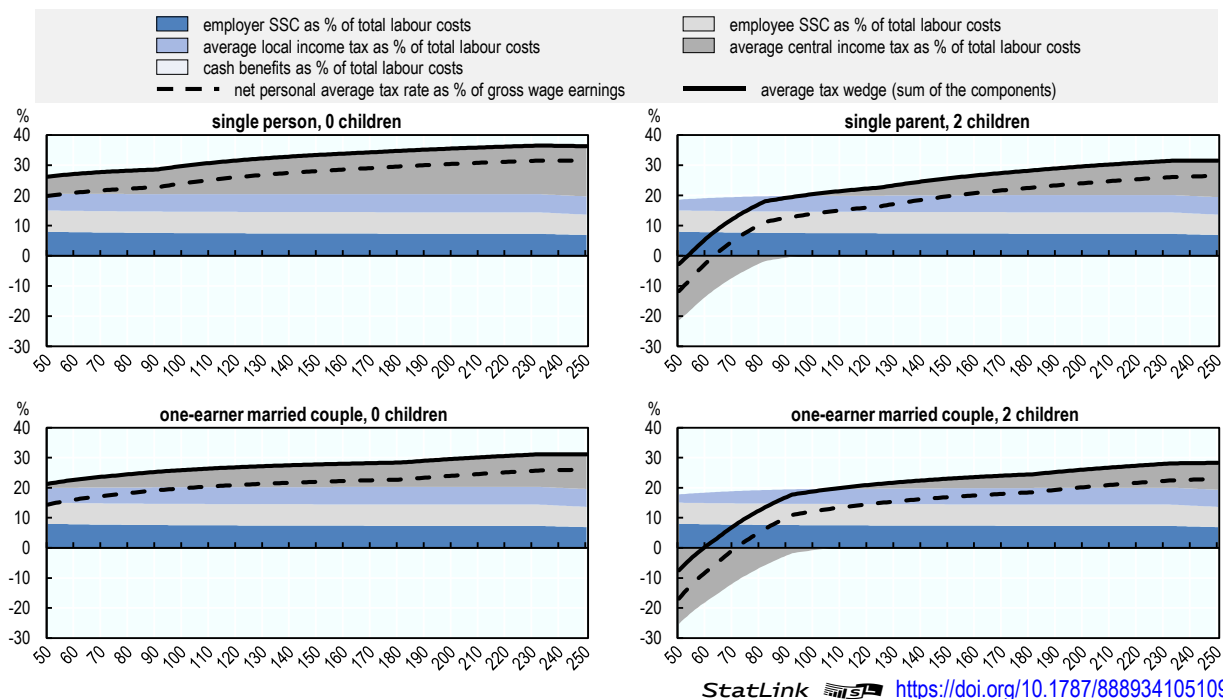 employer SSC as % of total labour costs
employee SSC as % of total labour costs
average local income tax as % of total labour costs
average central income tax as % of total labour costs
cash benefits as % of total labour costs
net personal average tax rate as % of gross wage earnings
average tax wedge (sum of the components)
%
single person, 0 children
40
30
20
10
0
-10
-20
-30
50 60 70 80 90 100 110 120 130 140 150 160 170 180 190 200 210 220 230 240 250
%
single parent, 2 children
40
30
20
10
0
-10
-20
-30
50 60 70 80 90 100 110 120 130 140 150 160 170 180 190 200 210 220 230 240 250
%
one-earner married couple, 0 children
40
30
20
10
0
-10
-20
-30
50 60 70 80 90 100 110 120 130 140 150 160 170 180 190 200 210 220 230 240 250
%
one-earner married couple, 2 children
40
30
20
10
0
-10
-20
-30
50 60 70 80 90 100 110 120 130 140 150 160 170 180 190 200 210 220 230 240 250
StatLink https://doi.org/10.1787/888934105109